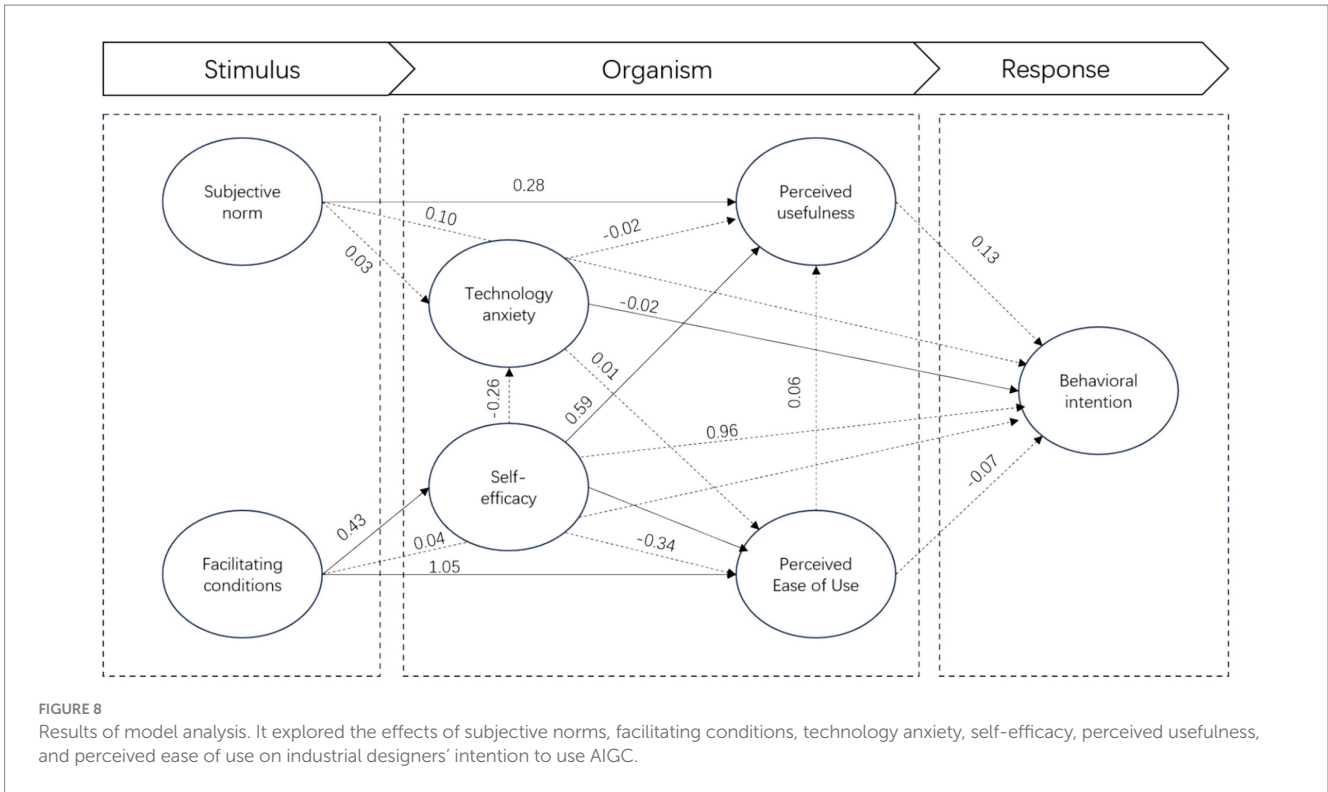 Stimulus
Organism
Response
Subjective
norm
0.28
Perceived
usefulness
0.10
-0.02
0.03
0.13
Technology
anxiety
-0.02
0.01
-0.26
0.59
0.06
Behavioral
intention
0.96
Self-
efficacy
-0.07
0.43
0.04
-0.34
1.05
Facilitating
conditions
Perceived
Ease of Use
FIGURE 8
Results of model analysis. It explored the effects of subjective norms, facilitating conditions, technology anxiety, self-efficacy, perceived usefulness,
and perceived ease of use on industrial designers' intention to use AIGC.